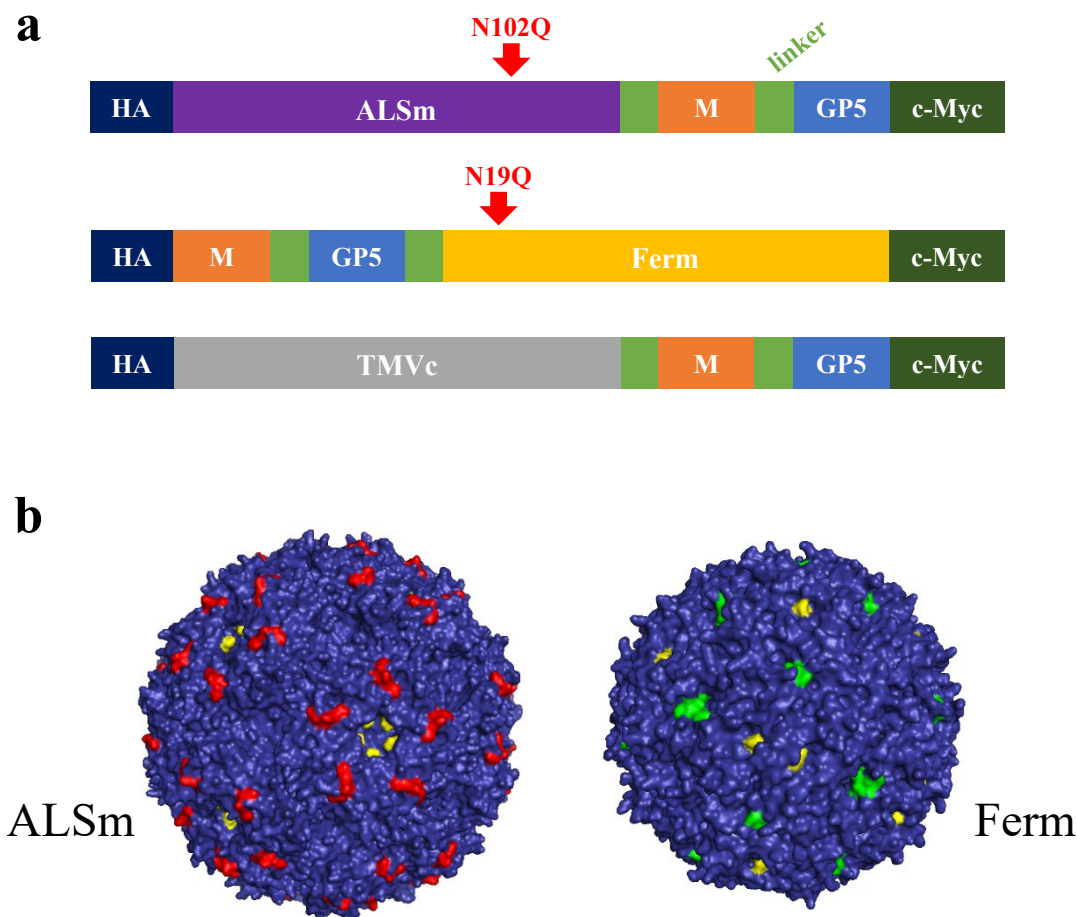 a
N102Q
linker
HA ALSm M GP5 c-Myc
N19Q
HA M GP5 Ferm c-Myc
HA TMVc M GP5 c-Myc
b
ALSm
Ferm